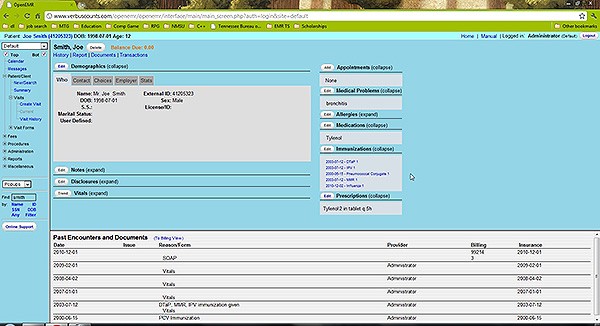 OpenEMR
www.verbuscounts.com/openemr/openemr/interface/main/main_screen.php?auth=login&site=default
dl job search MTG Education Comp Game RPG NMSU C++ Tennessee Bureau o... EMR TS Scholarships Other bookmarks
Patient: Joe Smith (41205323) DOB: 1998-07-01 Age: 12 Home | Manual | Logged in: Administrator (Default) Logout
Default
Top Bot
Calendar
Messages
Patient/Client
New/Search
Summary
Visits
Create Visit
Current
Visit History
Visit Forms
Fees
Procedures
Administration
Reports
Miscellaneous
Popups
Find: smith
by: Name ID
SSN DOB
Any Filter
Online Support
Smith, Joe Delete Balance Due: 0.00
History | Report | Documents | Transactions
Edit Demographics (collapse)
Who Contact Choices Employer Stats
Name: Mr. Joe Smith External ID: 41205323
DOB: 1998-07-01 Sex: Male
S.S.: License/ID:
Marital Status:
User Defined:
Edit Notes (expand)
Edit Disclosures (expand)
Trend Vitals (expand)
Add Appointments (collapse)
None
Edit Medical Problems (collapse)
bronchitis
Edit Allergies (expand)
Edit Medications (collapse)
Tylenol
Edit Immunizations (collapse)
2003-07-12 - DTaP 1
2003-07-12 - IPV 1
2000-06-15 - Pneumococcal Conjugate 1
2003-07-12 - MMR 1
2010-12-02 - Influenza 1
Edit Prescriptions (collapse)
Tylenol 2 in tablet q.5h
Past Encounters and Documents (To Billing View)
Date Issue Reason/Form Provider Billing Insurance
2010-12-01 99214 2010-12-01
SOAP 3
2009-02-01 Administrator 2009-02-01
Vitals
2008-04-02 Administrator 2008-04-02
Vitals
2007-01-01 Administrator 2007-01-01
Vitals
2003-07-12 DTaP, MMR, IPV immunization given Administrator 2003-07-12
Vitals
2000-06-15 PCV Immunization Administrator 2000-06-15